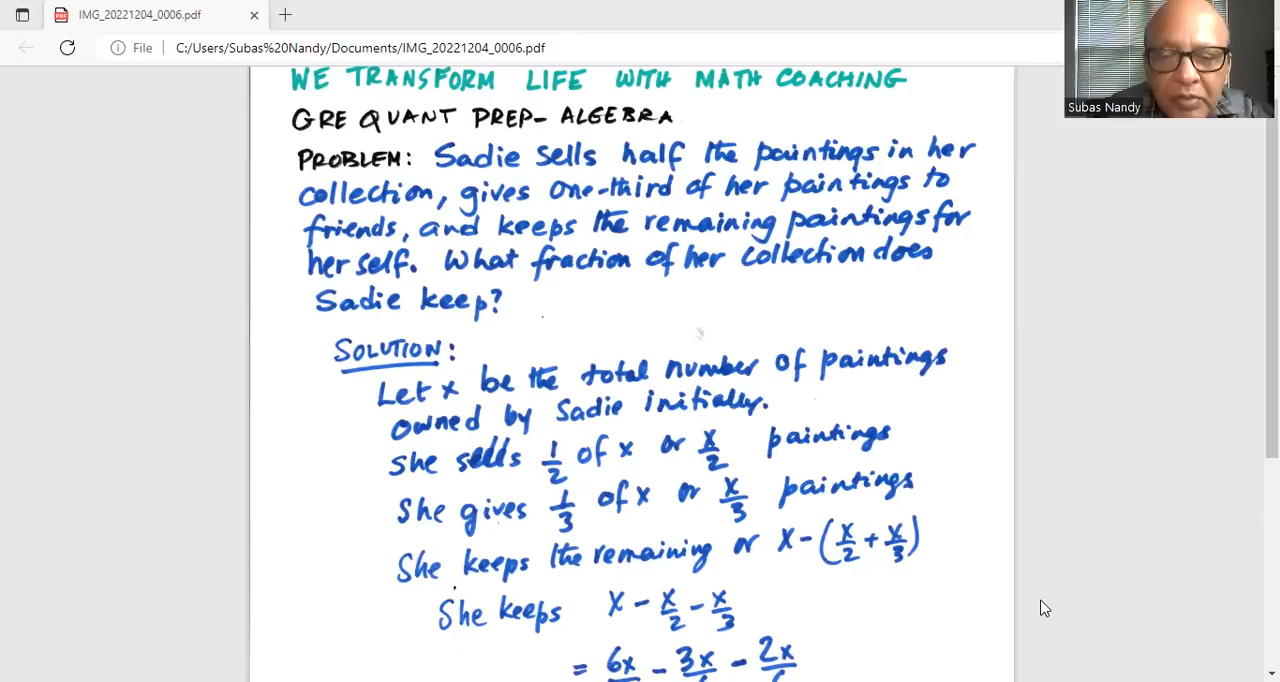 IMG_20221204_0006.pdf
File
C:/Users/Subas%20Nandy/Documents/IMG_20221204_0006.pdf
Subas Nandy
WE TRANSFORM LIFE WITH MATH COACHING
GRE QUANT PREP- ALGEBRA
PROBLEM: Sadie sells half the paintings in her
collection, gives one-third of her paintings to
friends, and keeps the remaining paintings for
her self. What fraction of her collection does
Sadie keep?
SOLUTION:
Let x be the total number of paintings
owned by Sadie initially.
She sells 1/2 of x or x/2 paintings
She gives 1/3 of x or x/3 paintings
She keeps the remaining or x - (x/2 + x/3)
She keeps x - x/2 - x/3
= 6x/ - 3x/ - 2x/